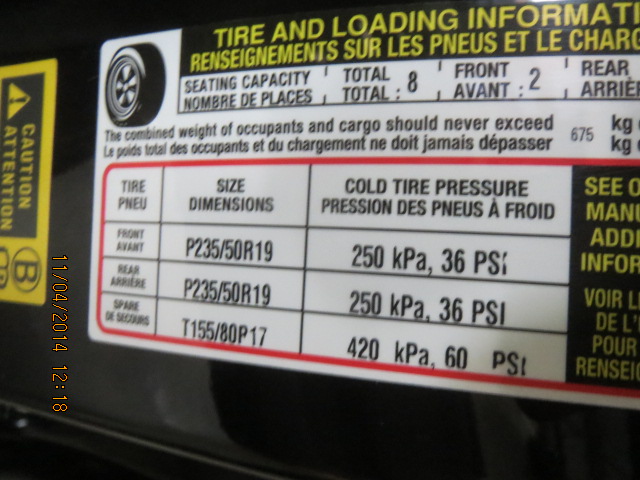 TIRE AND LOADING INFORMATI
RENSEIGNEMENTS SUR LES PNEUS ET LE CHARG
SEATING CAPACITY
NOMBRE DE PLACES
TOTAL
TOTAL : 8
FRONT
AVANT : 2
REAR
ARRIÈR
The combined weight of occupants and cargo should never exceed
Le poids total des occupants et du chargement ne doit jamais dépasser
675
kg o
kg o
TIRE
PNEU
SIZE
DIMENSIONS
COLD TIRE PRESSURE
PRESSION DES PNEUS À FROID
FRONT
AVANT
P235/50R19
250 kPa, 36 PSI
REAR
ARRIÈRE
P235/50R19
250 kPa, 36 PSI
SPARE
DE SECOURS
T155/80P17
420 kPa, 60 PSI
SEE O
MAN
ADDI
INFOR
VOIR L
DE L'
POUR
RENSEIG
CAUTION
ATTENTION
B
11/04/2014 12:18